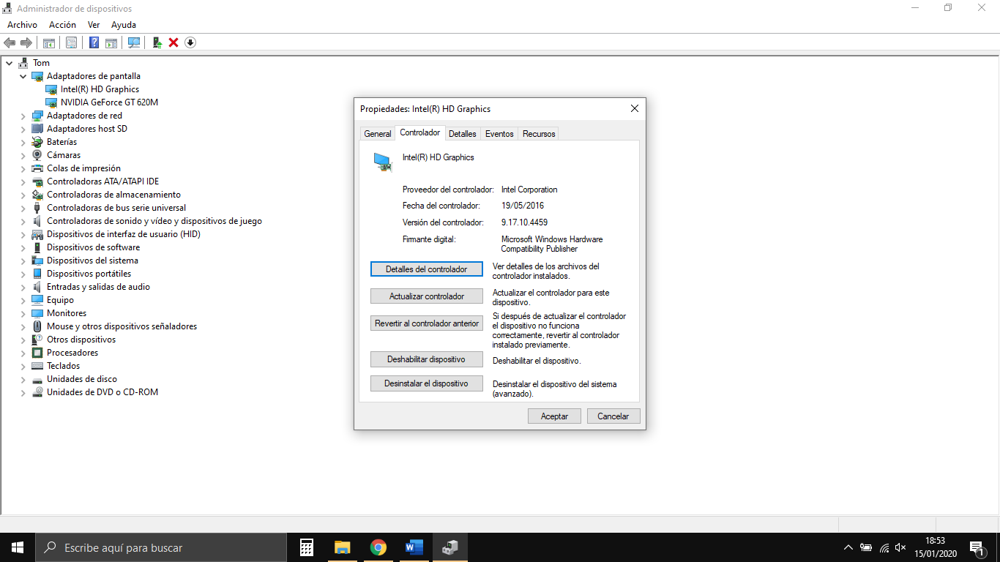 Administrador de dispositivos
Archivo Acción Ver Ayuda
Tom
Adaptadores de pantalla
Intel(R) HD Graphics
NVIDIA GeForce GT 620M
Adaptadores de red
Adaptadores host SD
Baterías
Cámaras
Colas de impresión
Controladoras ATA/ATAPI IDE
Controladoras de almacenamiento
Controladoras de bus serie universal
Controladoras de sonido y vídeo y dispositivos de juego
Dispositivos de interfaz de usuario (HID)
Dispositivos de software
Dispositivos del sistema
Dispositivos portátiles
Entradas y salidas de audio
Equipo
Monitores
Mouse y otros dispositivos señaladores
Otros dispositivos
Procesadores
Teclados
Unidades de disco
Unidades de DVD o CD-ROM
Propiedades: Intel(R) HD Graphics
General Controlador Detalles Eventos Recursos
Intel(R) HD Graphics
Proveedor del controlador: Intel Corporation
Fecha del controlador: 19/05/2016
Versión del controlador: 9.17.10.4459
Firmante digital: Microsoft Windows Hardware
Compatibility Publisher
Detalles del controlador
Ver detalles de los archivos del
controlador instalados.
Actualizar controlador
Actualizar el controlador para este
dispositivo.
Revertir al controlador anterior
Si después de actualizar el controlador
el dispositivo no funciona
correctamente, revertir al controlador
instalado previamente.
Deshabilitar dispositivo
Deshabilitar el dispositivo.
Desinstalar el dispositivo
Desinstalar el dispositivo del sistema
(avanzado).
Aceptar Cancelar
Escribe aquí para buscar
18:53
15/01/2020
1